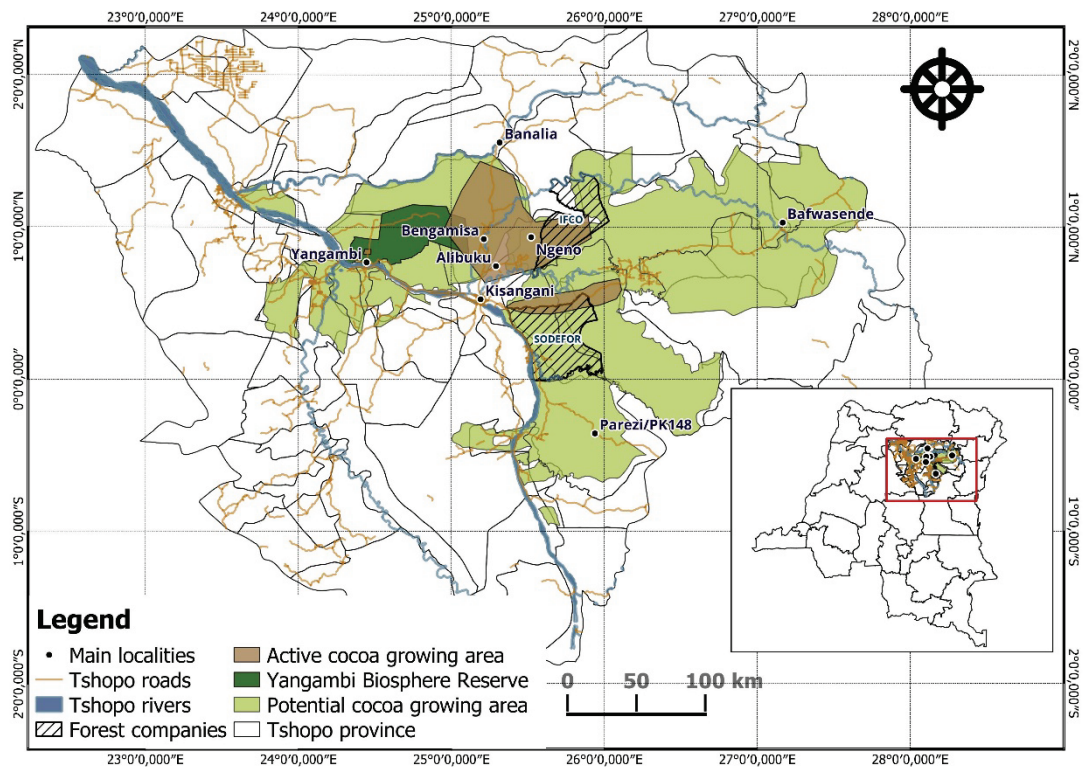 23°0'0,000"E 24°0'0,000"E 25°0'0,000"E 26°0'0,000"E 27°0'0,000"E 28°0'0,000"E
2°0'0,000"N
2°0'0,000"N
Banalia
1°0'0,000"N
1°0'0,000"N
IFCO
Bafwasende
Bengamisa
Ngeno
Yangambi
Alibuku
Kisangani
SODEFOR
0°0'0,000"
0°0'0,000"
Parezi/PK148
1°0'0,000"S
1°0'0,000"S
Legend
Main localities
Tshopo roads
Tshopo rivers
Forest companies
Active cocoa growing area
Yangambi Biosphere Reserve
Potential cocoa growing area
Tshopo province
0 50 100 km
2°0'0,000"S
2°0'0,000"S
23°0'0,000"E 24°0'0,000"E 25°0'0,000"E 26°0'0,000"E 27°0'0,000"E 28°0'0,000"E